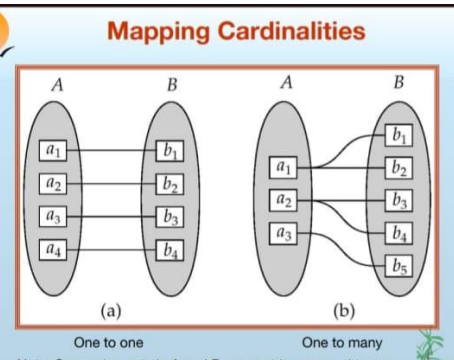 Mapping Cardinalities
A B A B
a1 b1
a2 b2
a3 b3
a4 b4
a1
a2
a3
b1
b2
b3
b4
b5
(a) (b)
One to one One to many